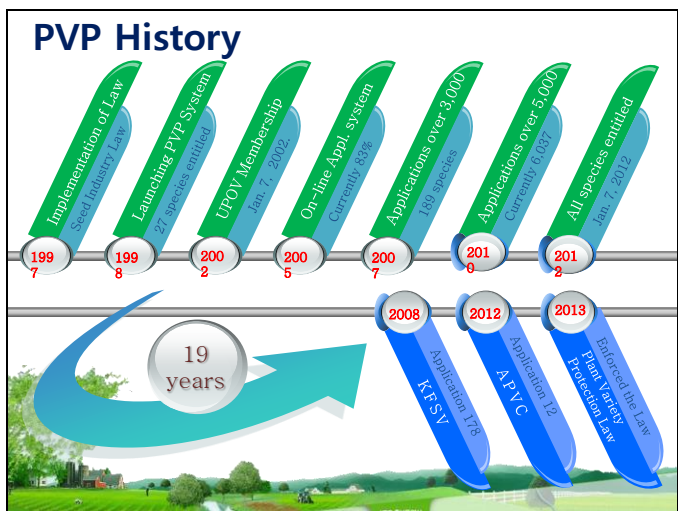 PVP History
Implementation of Law
Seed Industry Law
Launching PVP System
27 species entitled
UPOV Membership
Jan. 7, 2002.
On-line Appl. system
Currently 83%
Applications over 3,000
189 species
Applications over 5,000
Currently 6,037
All species entitled
Jan. 7, 2012
199
7
199
8
200
2
200
5
200
7
201
0
201
2
2008
2012
2013
19
years
Application 178
KFSV
Application 12
APVC
Enforced the Law
Plant Variety
Protection Law